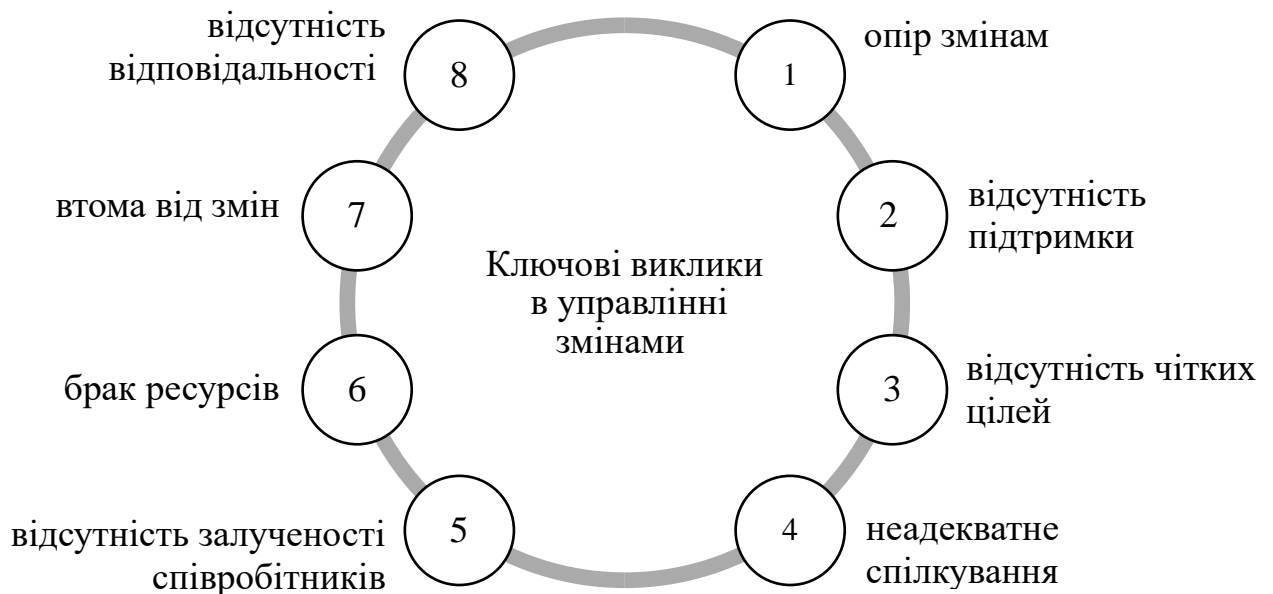 Ключові виклики
в управлінні
змінами
1
опір змінам
2
відсутність
підтримки
3
відсутність чітких
цілей
4
неадекватне
спілкування
5
відсутність залученості
співробітників
6
брак ресурсів
7
втома від змін
8
відсутність
відповідальності